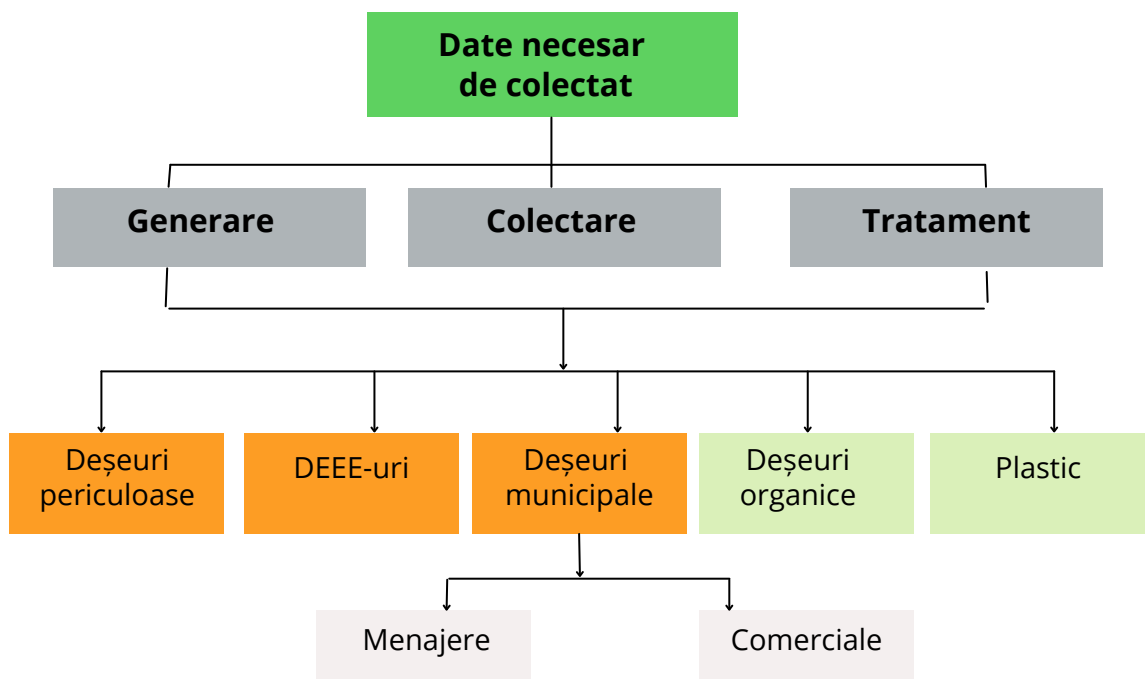 Date necesar
de colectat
Generare
Colectare
Tratament
Deșeuri
periculoase
DEEE-uri
Deșeuri
municipale
Deșeuri
organice
Plastic
Menajere
Comerciale